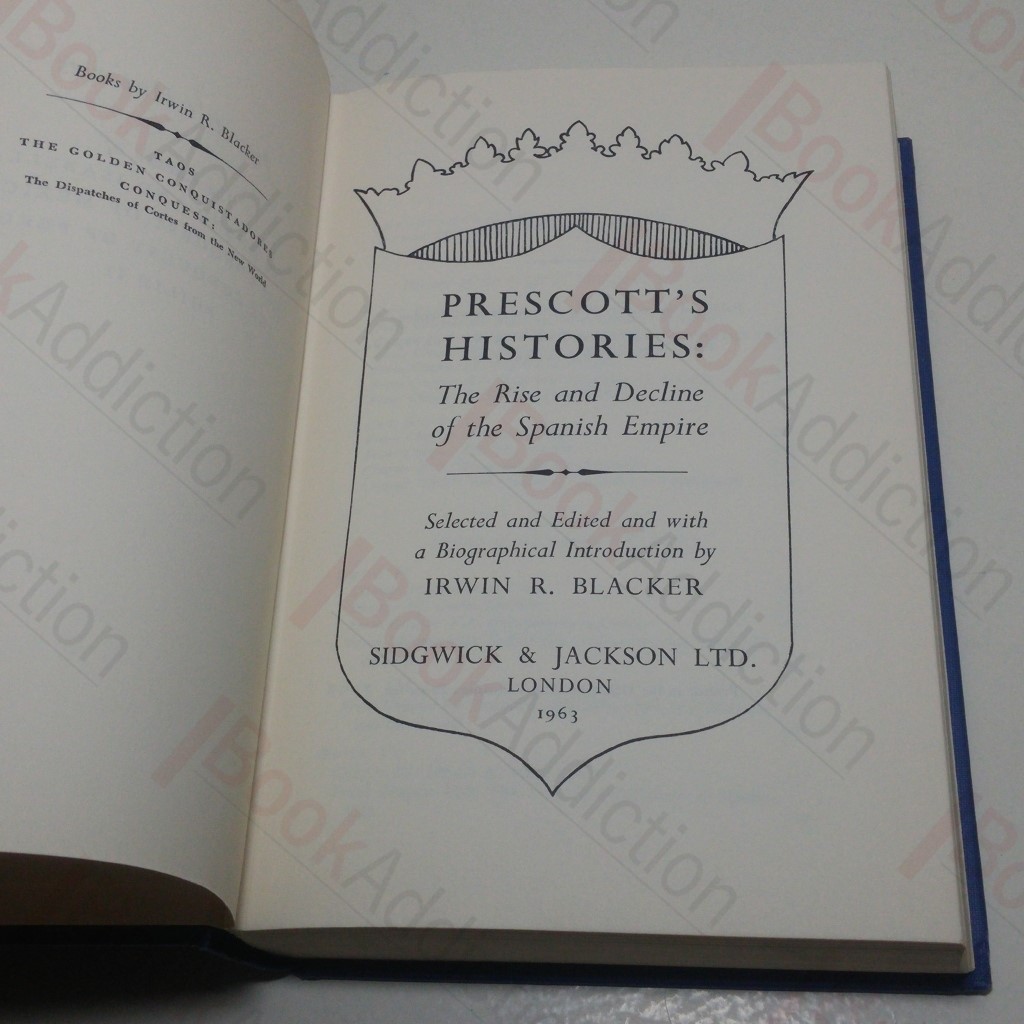 Books by Irwin R. Blacker
TAOS
THE GOLDEN CONQUISTADORES
CONQUEST:
The Dispatches of Cortes from the New World
PRESCOTT'S
HISTORIES:
The Rise and Decline
of the Spanish Empire
Selected and Edited and with
a Biographical Introduction by
IRWIN R. BLACKER
SIDGWICK & JACKSON LTD.
LONDON
1963
BookAddiction